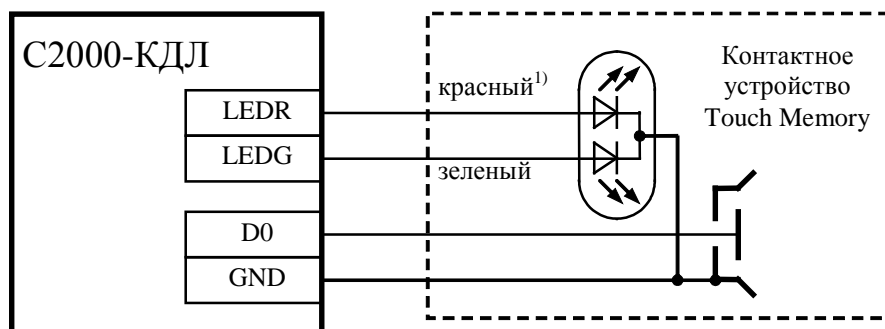 С2000-КДЛ
Контактное
устройство
Touch Memory
красный¹⁾
LEDR
LEDG
зеленый
D0
GND